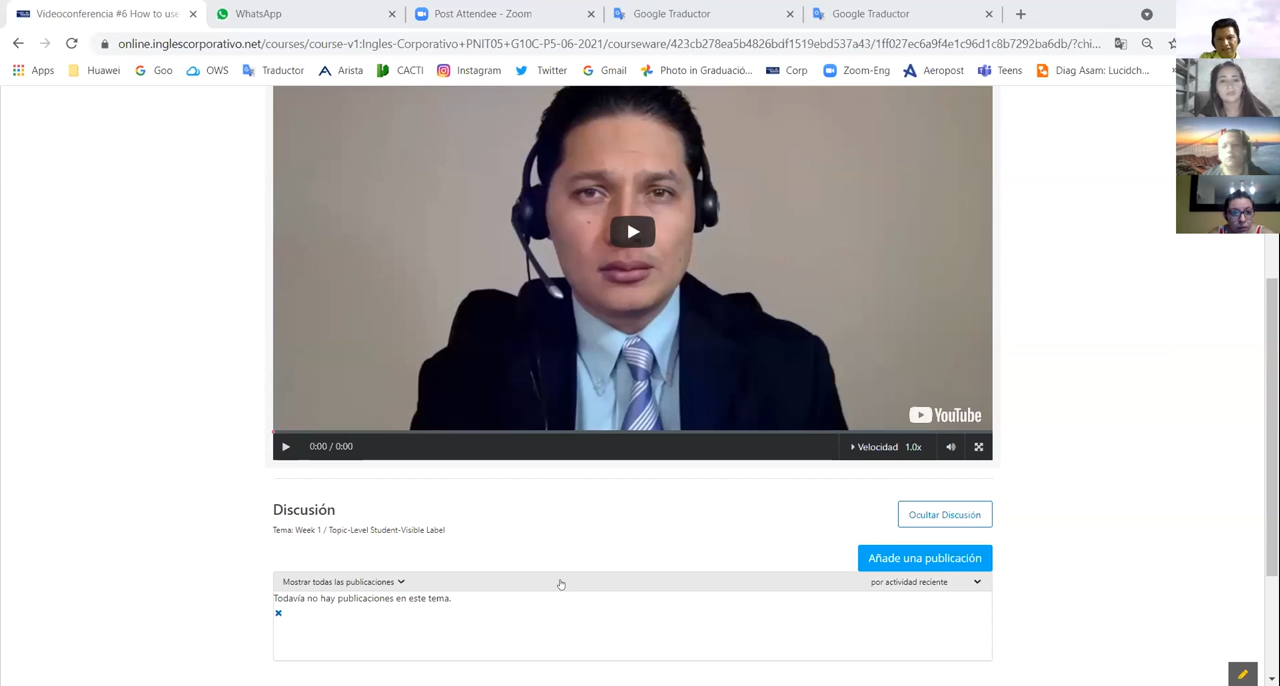 Videoconferencia #6 How to use
WhatsApp
Post Attendee - Zoom
Google Traductor
Google Traductor
online.inglescorporativo.net/courses/course-v1:Ingles-Corporativo+PNIT05+G10C-P5-06-2021/courseware/423cb278ea5b4826bdf1519ebd537a43/1ff027ec6a9f4e1c96d1c8b7292ba6db/?chi...
Apps
Huawei
Goo
OWS
Traductor
Arista
CACTI
Instagram
Twitter
Gmail
Photo in Graduació...
Corp
Zoom-Eng
Aeropost
Teens
Diag Asam: Lucidch...
YouTube
0:00 / 0:00
Velocidad 1.0x
Discusión
Ocultar Discusión
Tema: Week 1 / Topic-Level Student-Visible Label
Añade una publicación
Mostrar todas las publicaciones
por actividad reciente
Todavía no hay publicaciones en este tema.